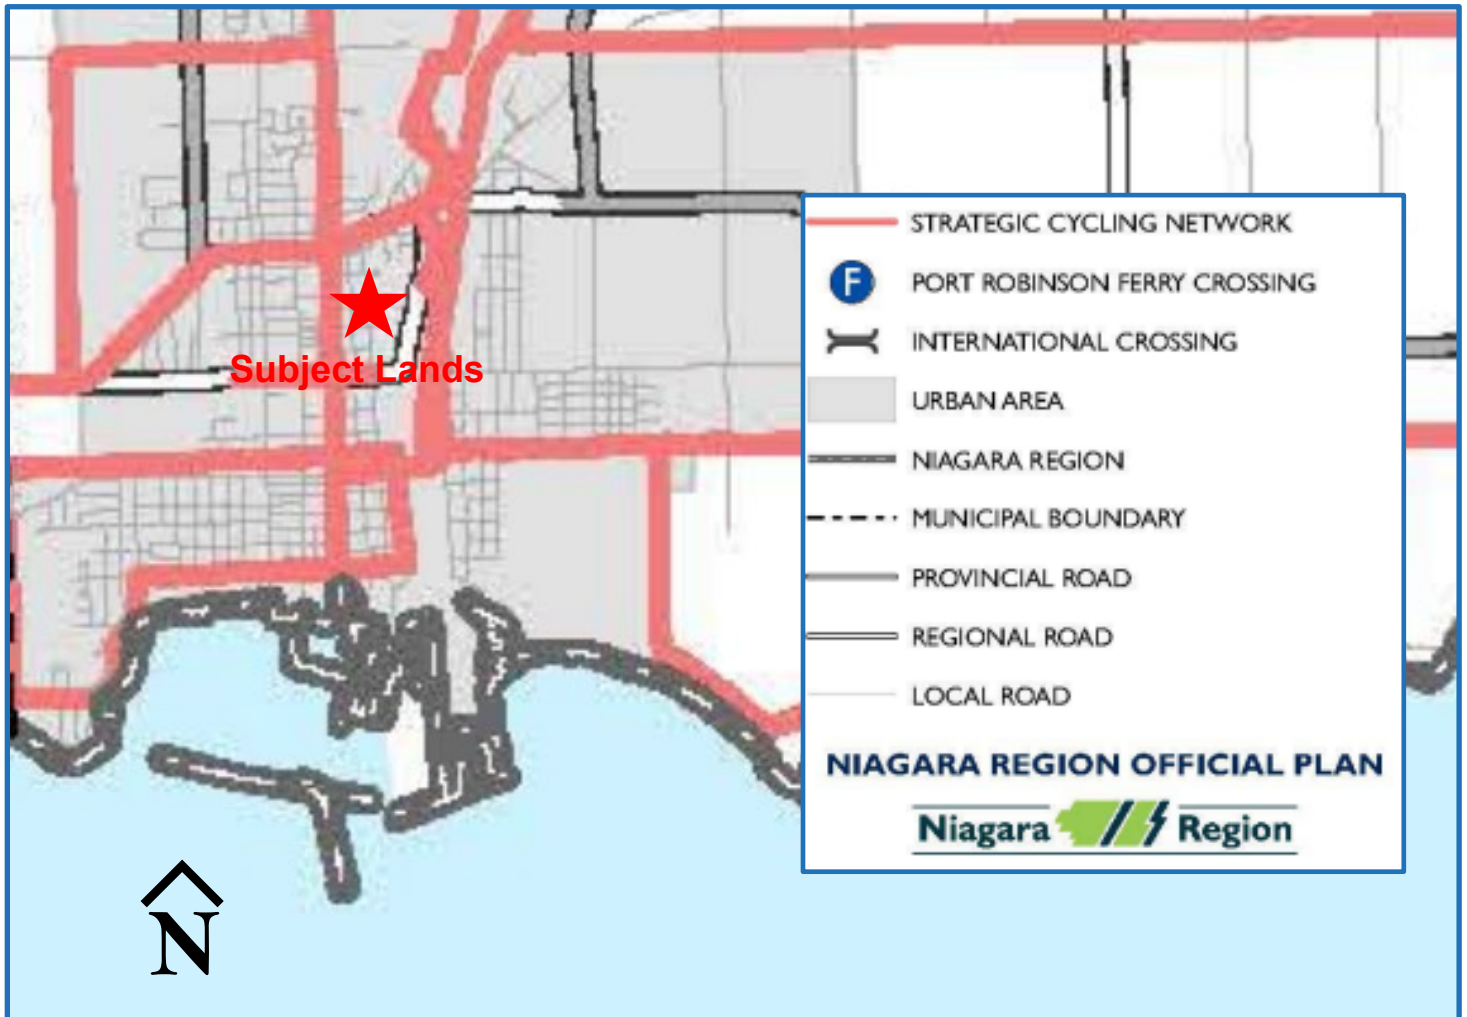 Subject Lands
STRATEGIC CYCLING NETWORK
F PORT ROBINSON FERRY CROSSING
INTERNATIONAL CROSSING
URBAN AREA
NIAGARA REGION
MUNICIPAL BOUNDARY
PROVINCIAL ROAD
REGIONAL ROAD
LOCAL ROAD
NIAGARA REGION OFFICIAL PLAN
Niagara Region
N